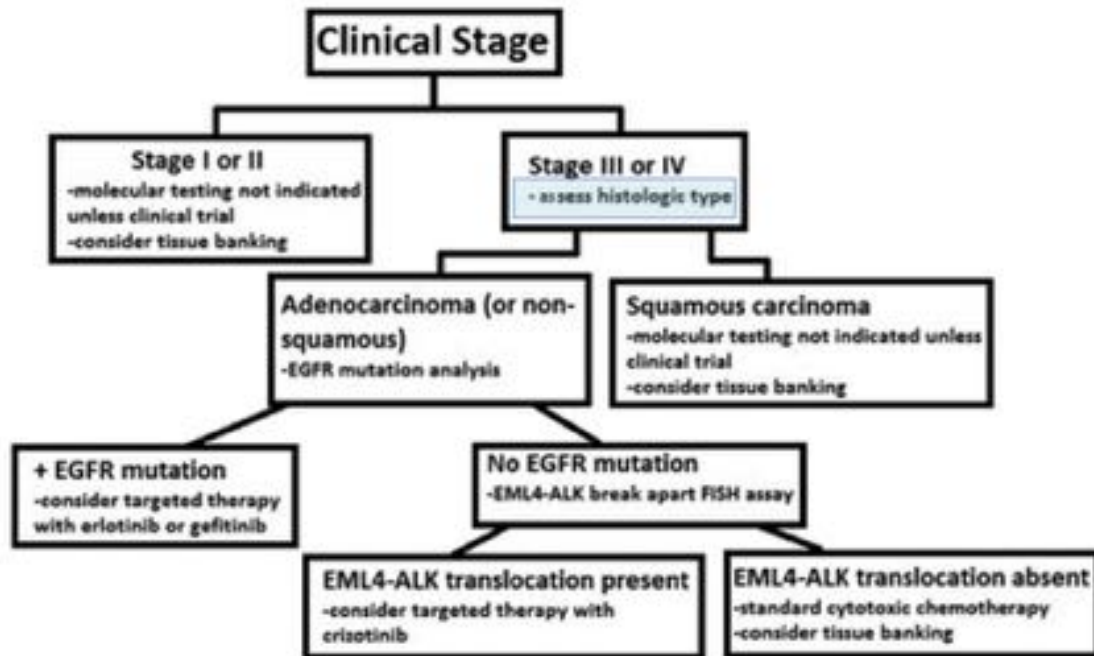 Clinical Stage
Stage I or II
-molecular testing not indicated
unless clinical trial
-consider tissue banking
Stage III or IV
- assess histologic type
Adenocarcinoma (or non-
squamous)
-EGFR mutation analysis
Squamous carcinoma
-molecular testing not indicated unless
clinical trial
-consider tissue banking
+ EGFR mutation
-consider targeted therapy
with erlotinib or gefitinib
No EGFR mutation
-EML4-ALK break apart FISH assay
EML4-ALK translocation present
-consider targeted therapy with
crisotinib
EML4-ALK translocation absent
-standard cytotoxic chemotherapy
-consider tissue banking